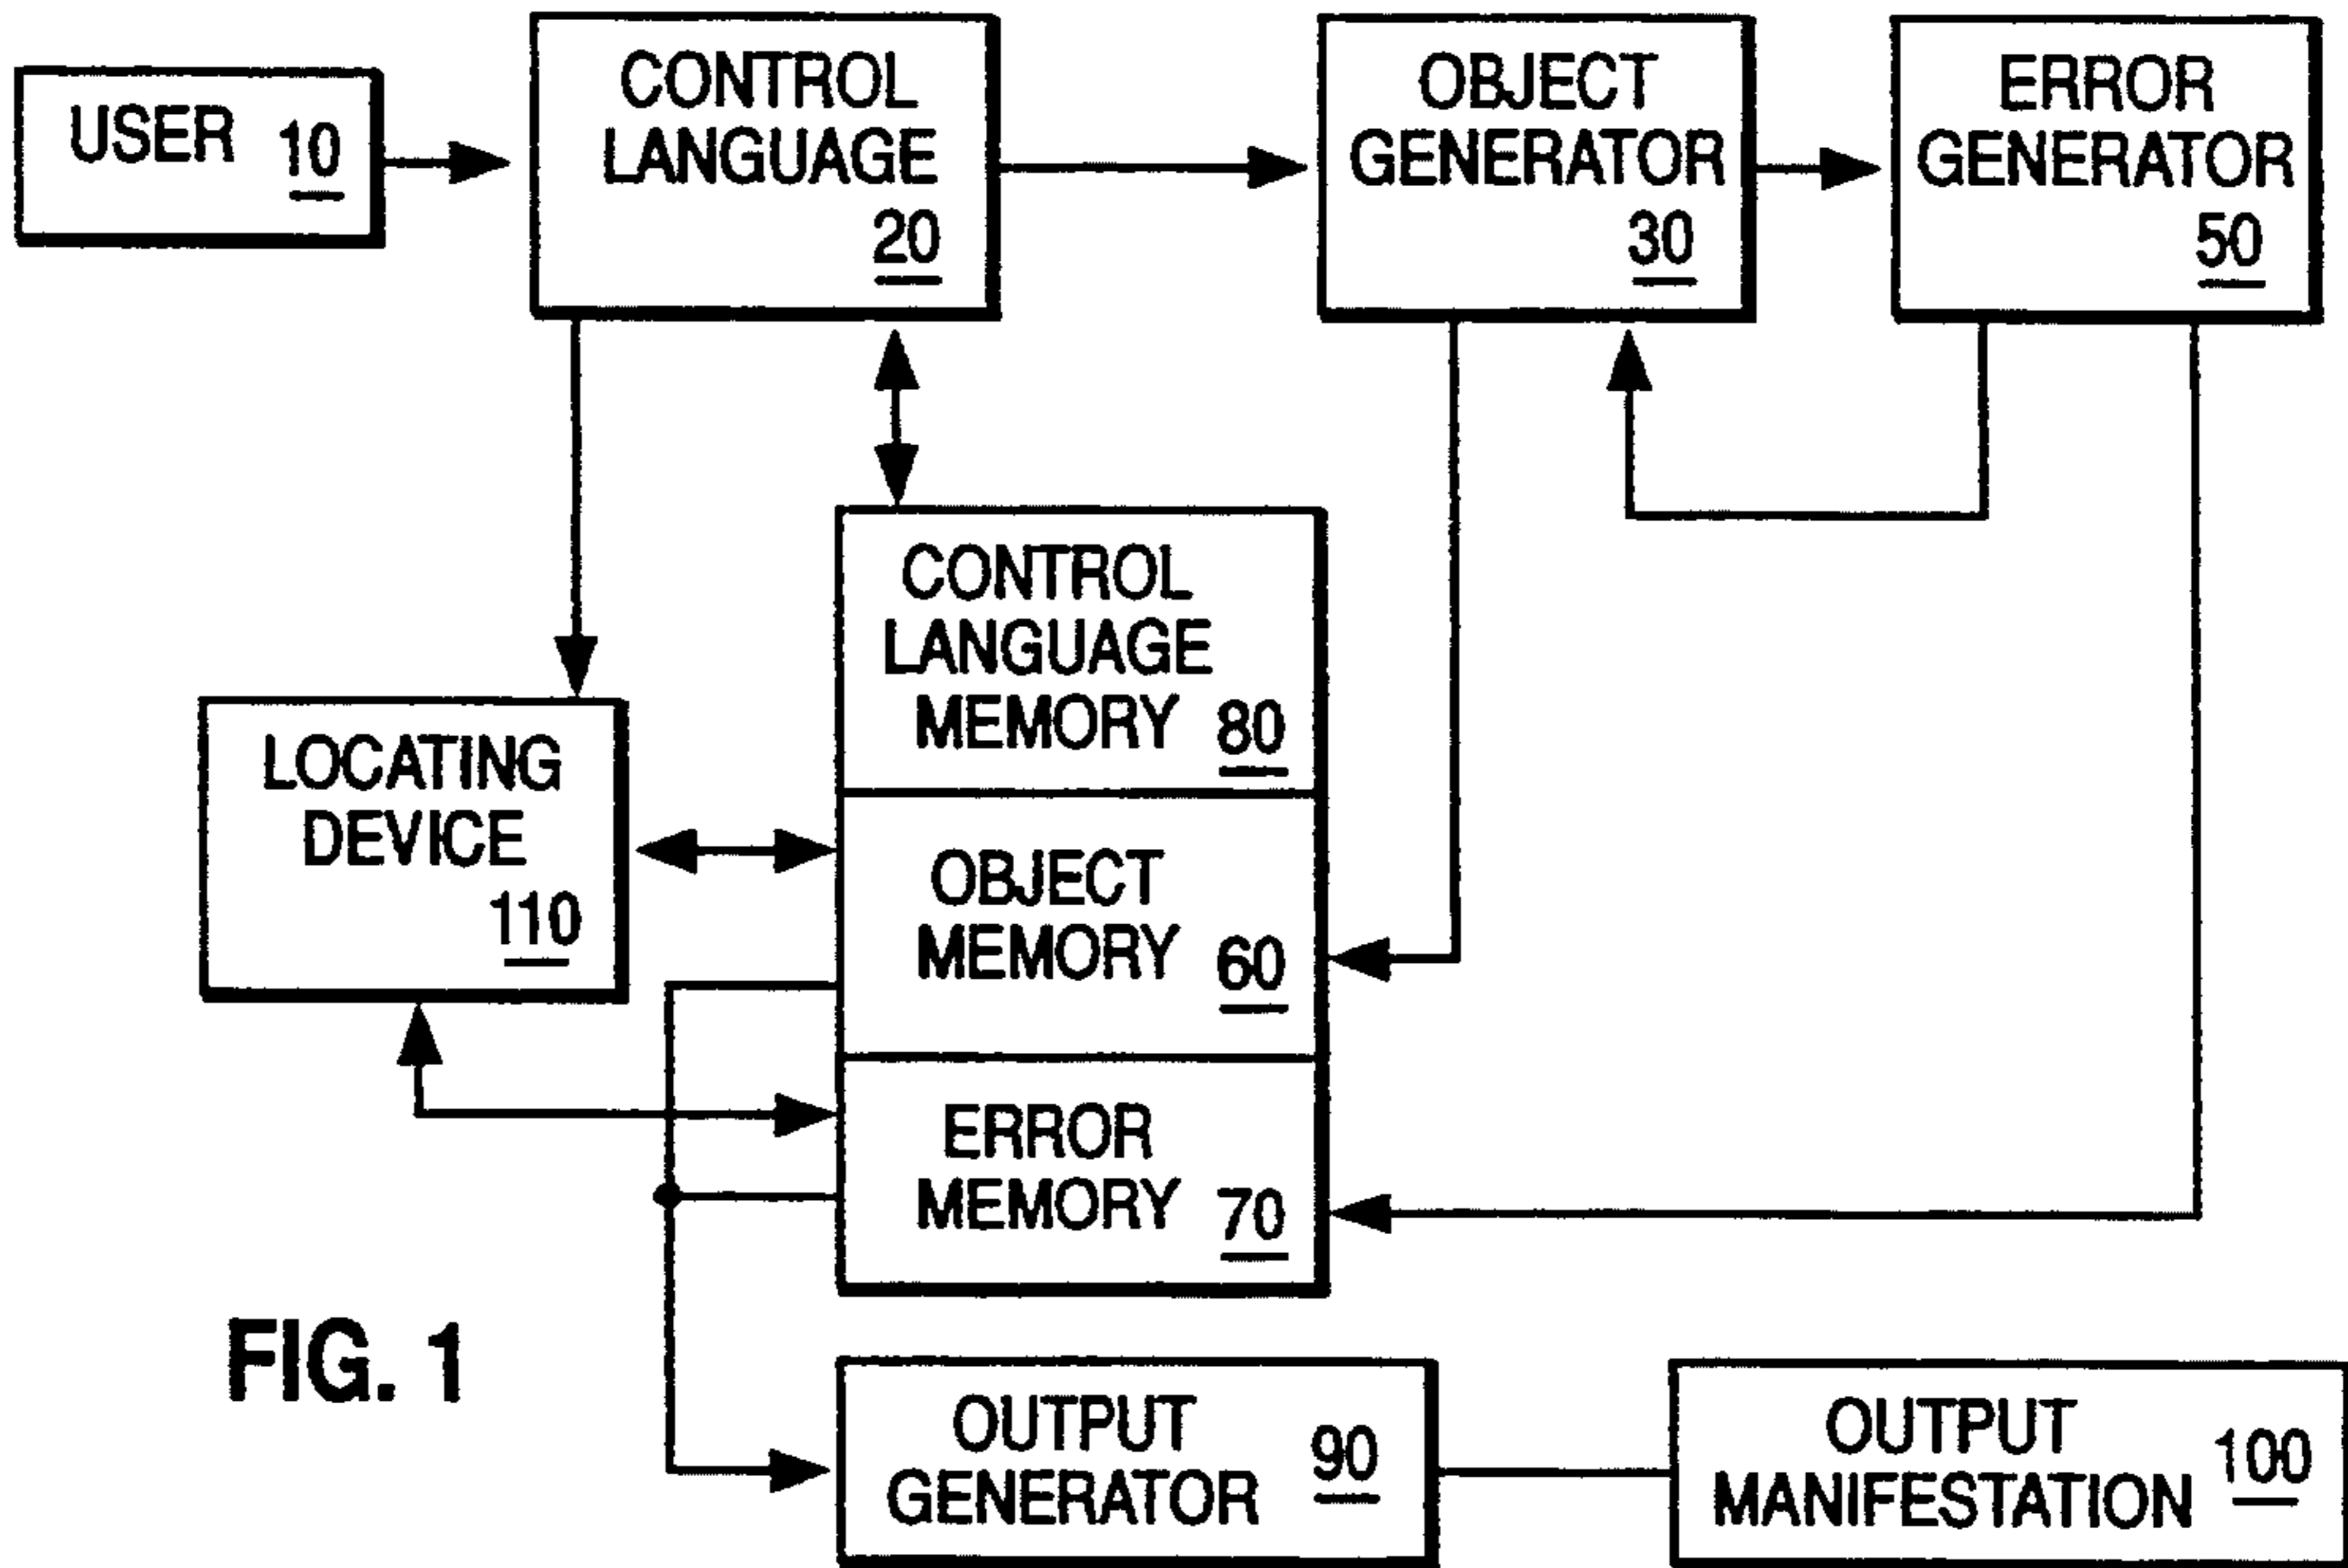 USER 10
CONTROL
LANGUAGE
20
OBJECT
GENERATOR
30
ERROR
GENERATOR
50
CONTROL
LANGUAGE
MEMORY 80
LOCATING
DEVICE
110
OBJECT
MEMORY 60
ERROR
MEMORY 70
FIG. 1
OUTPUT
GENERATOR 90
OUTPUT
MANIFESTATION 100